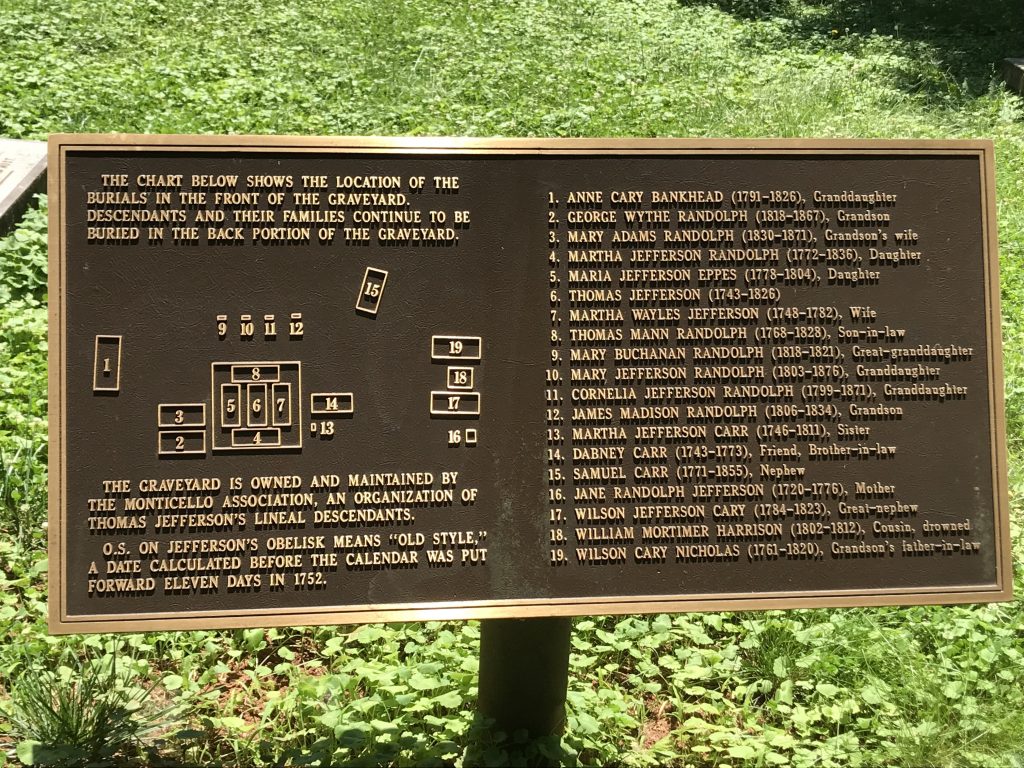 THE CHART BELOW SHOWS THE LOCATION OF THE
BURIALS IN THE FRONT OF THE GRAVEYARD.
DESCENDANTS AND THEIR FAMILIES CONTINUE TO BE
BURIED IN THE BACK PORTION OF THE GRAVEYARD.
15
9 10 11 12
1
19
8
18
5 6 7
14
17
3
13
2
4
16
THE GRAVEYARD IS OWNED AND MAINTAINED BY
THE MONTICELLO ASSOCIATION, AN ORGANIZATION OF
THOMAS JEFFERSON'S LINEAL DESCENDANTS.
O.S. ON JEFFERSON'S OBELISK MEANS "OLD STYLE,"
A DATE CALCULATED BEFORE THE CALENDAR WAS PUT
FORWARD ELEVEN DAYS IN 1752.
1. ANNE CARY BANKHEAD (1791–1826), Granddaughter
2. GEORGE WYTHE RANDOLPH (1818–1867), Grandson
3. MARY ADAMS RANDOLPH (1830–1871), Grandson's wife
4. MARTHA JEFFERSON RANDOLPH (1772–1836), Daughter
5. MARIA JEFFERSON EPPES (1778–1804), Daughter
6. THOMAS JEFFERSON (1743–1826)
7. MARTHA WAYLES JEFFERSON (1748–1782), Wife
8. THOMAS MANN RANDOLPH (1768–1828), Son-in-law
9. MARY BUCHANAN RANDOLPH (1818–1821), Great-granddaughter
10. MARY JEFFERSON RANDOLPH (1803–1876), Granddaughter
11. CORNELIA JEFFERSON RANDOLPH (1799–1871), Granddaughter
12. JAMES MADISON RANDOLPH (1806–1834), Grandson
13. MARTHA JEFFERSON CARR (1746–1811), Sister
14. DABNEY CARR (1743–1773), Friend, Brother-in-law
15. SAMUEL CARR (1771–1855), Nephew
16. JANE RANDOLPH JEFFERSON (1720–1776), Mother
17. WILSON JEFFERSON CARY (1784–1823), Great-nephew
18. WILLIAM MORTIMER HARRISON (1802–1812), Cousin, drowned
19. WILSON CARY NICHOLAS (1761–1820), Grandson's father-in-law